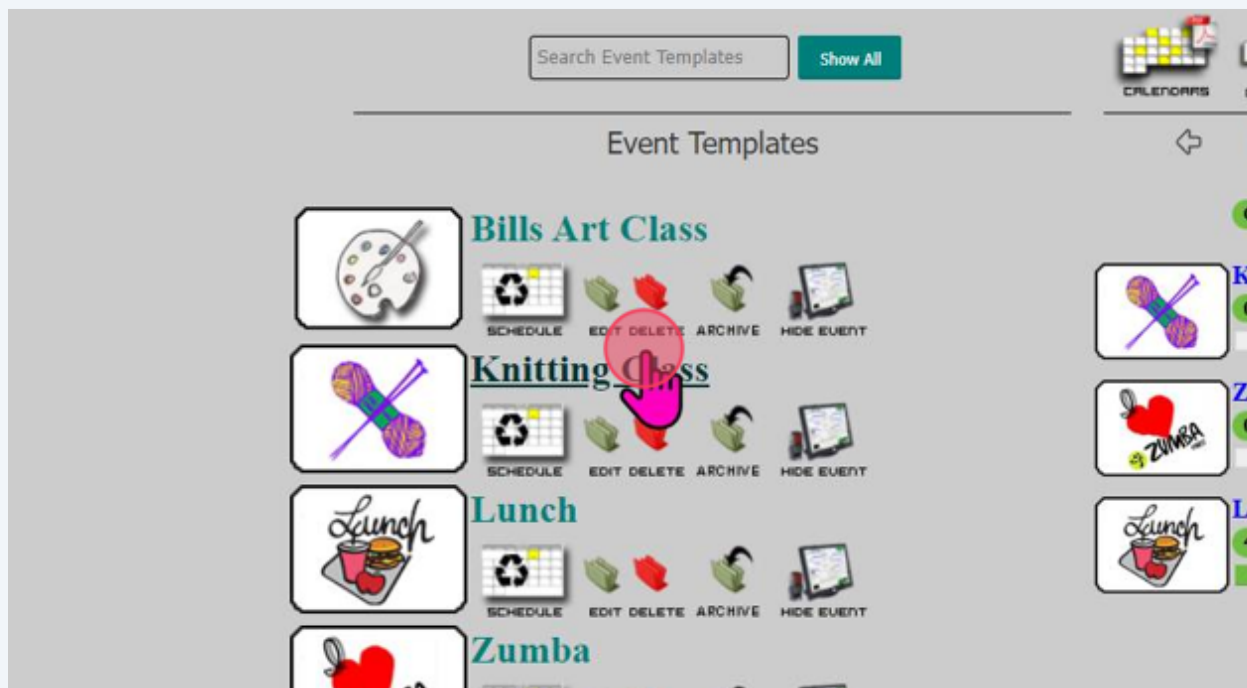 Search Event Templates
Show All
CALENDARS
Event Templates
Bills Art Class
SCHEDULE EDIT DELETE ARCHIVE HIDE EVENT
Knitting Class
SCHEDULE EDIT DELETE ARCHIVE HIDE EVENT
ZUMBA
Lunch
Lunch
Lunch
SCHEDULE EDIT DELETE ARCHIVE HIDE EVENT
Zumba